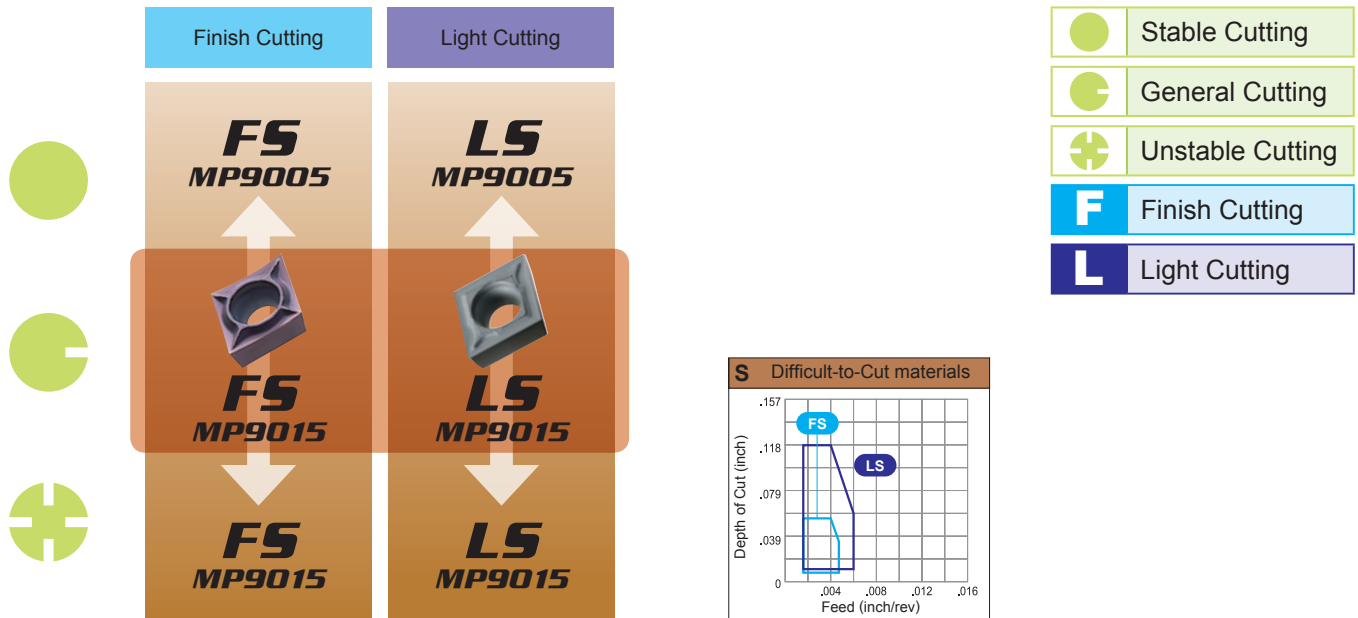 Finish Cutting
Light Cutting
FS
MP9005
LS
MP9005
FS
MP9015
LS
MP9015
FS
MP9015
LS
MP9015
Stable Cutting
General Cutting
Unstable Cutting
F Finish Cutting
L Light Cutting
S Difficult-to-Cut materials
Depth of Cut (inch)
.157
.118
.079
.039
0
FS
LS
.004 .008 .012 .016
Feed (inch/rev)